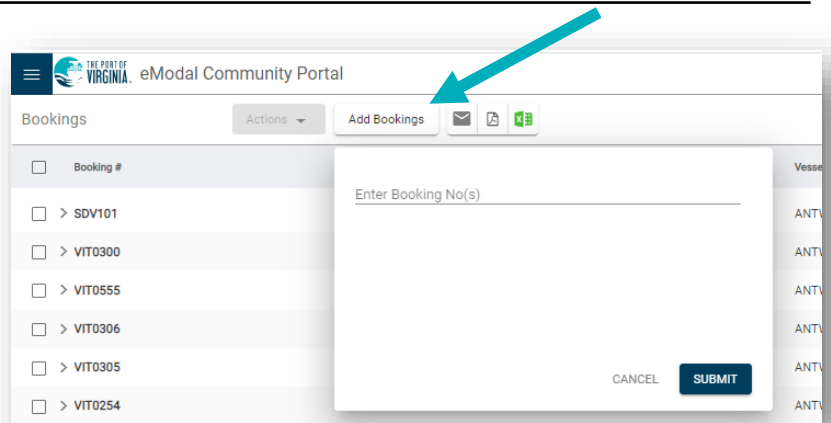 THE PORT OF
VIRGINIA. eModal Community Portal
Bookings Actions Add Bookings
Booking # Vesse
Enter Booking No(s)
SDV101 ANTV
VIT0300 ANTV
VIT0555 ANTV
VIT0306 ANTV
VIT0305 ANTV
CANCEL SUBMIT
VIT0254 ANTV